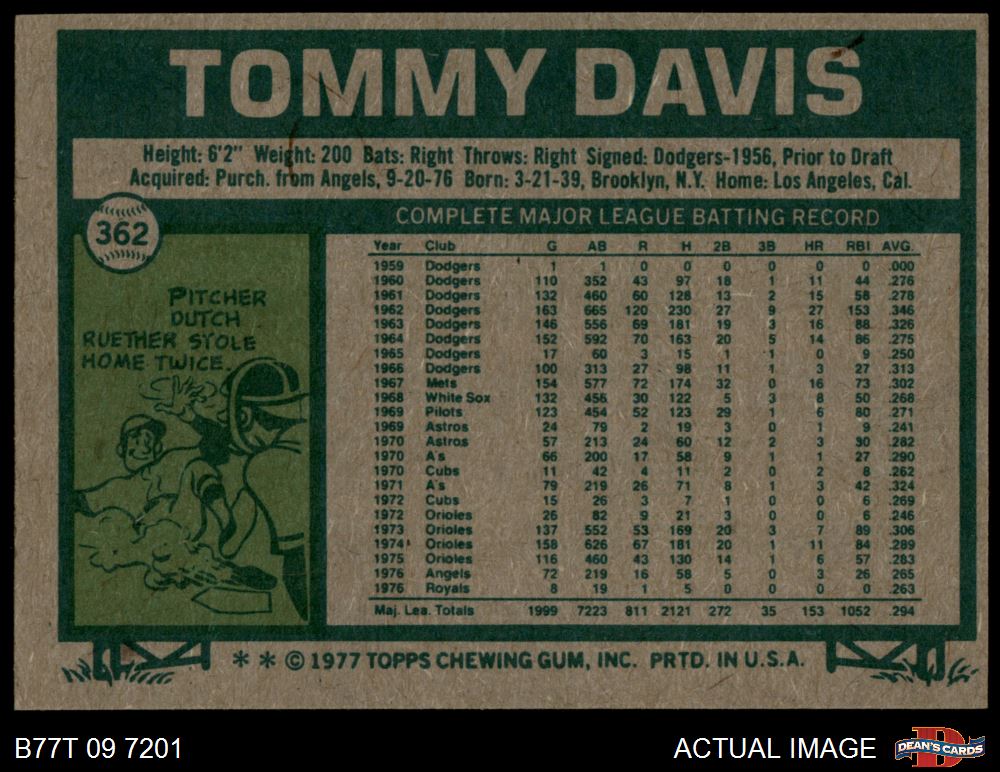 TOMMY DAVIS
Height: 6'2" Weight: 200 Bats: Right Throws: Right Signed: Dodgers-1956, Prior to Draft
Acquired: Purch. from Angels, 9-20-76 Born: 3-21-39, Brooklyn, N.Y. Home: Los Angeles, Cal.
362
PITCHER
DUTCH
RUETHER STOLE
HOME TWICE.
COMPLETE MAJOR LEAGUE BATTING RECORD
Year Club G AB R H 2B 3B HR RBI AVG.
1959 Dodgers 1 1 0 0 0 0 0 0 .000
1960 Dodgers 110 352 43 97 18 1 11 44 .276
1961 Dodgers 132 460 60 128 13 2 15 58 .278
1962 Dodgers 163 665 120 230 27 9 27 153 .346
1963 Dodgers 146 556 69 181 19 3 16 88 .326
1964 Dodgers 152 592 70 163 20 5 14 86 .275
1965 Dodgers 17 60 3 15 1 1 0 9 .250
1966 Dodgers 100 313 27 98 11 1 3 27 .313
1967 Mets 154 577 72 174 32 0 16 73 .302
1968 White Sox 132 456 30 122 5 3 8 50 .268
1969 Pilots 123 454 52 123 29 1 6 80 .271
1969 Astros 24 79 2 19 3 0 1 9 .241
1970 Astros 57 213 24 60 12 2 3 30 .282
1970 A's 66 200 17 58 9 1 1 27 .290
1970 Cubs 11 42 4 11 2 0 2 8 .262
1971 A's 79 219 26 71 8 1 3 42 .324
1972 Cubs 15 26 3 7 1 0 0 6 .269
1972 Orioles 26 82 9 21 3 0 0 6 .246
1973 Orioles 137 552 53 169 20 3 7 89 .306
1974 Orioles 158 626 67 181 20 1 11 84 .289
1975 Orioles 116 460 43 130 14 1 6 57 .283
1976 Angels 72 219 16 58 5 0 3 26 .265
1976 Royals 8 19 1 5 0 0 0 0 .263
Maj. Lea. Totals 1999 7223 811 2121 272 35 153 1052 .294
* * © 1977 TOPPS CHEWING GUM, INC. PRTD. IN U.S.A.
B77T 09 7201
ACTUAL IMAGE
DEAN'S CARDS